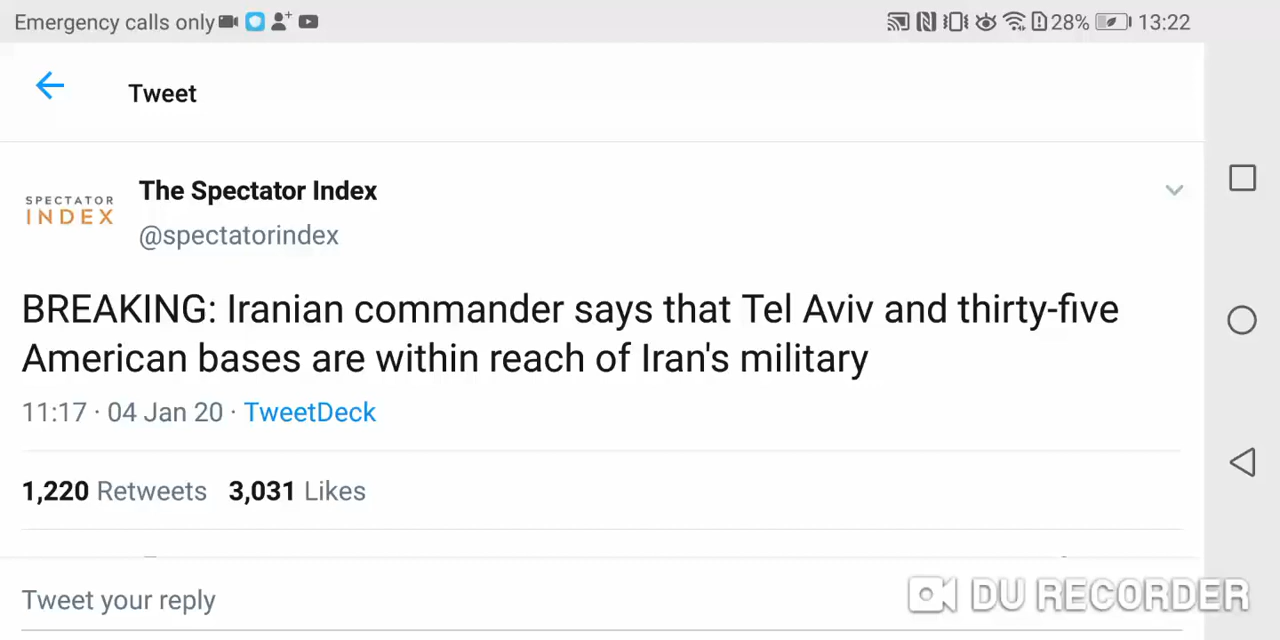 Emergency calls only 28% 13:22
Tweet
SPECTATOR
INDEX
The Spectator Index
@spectatorindex
BREAKING: Iranian commander says that Tel Aviv and thirty-five
American bases are within reach of Iran's military
11:17 · 04 Jan 20 · TweetDeck
1,220 Retweets 3,031 Likes
Tweet your reply
DU RECORDER